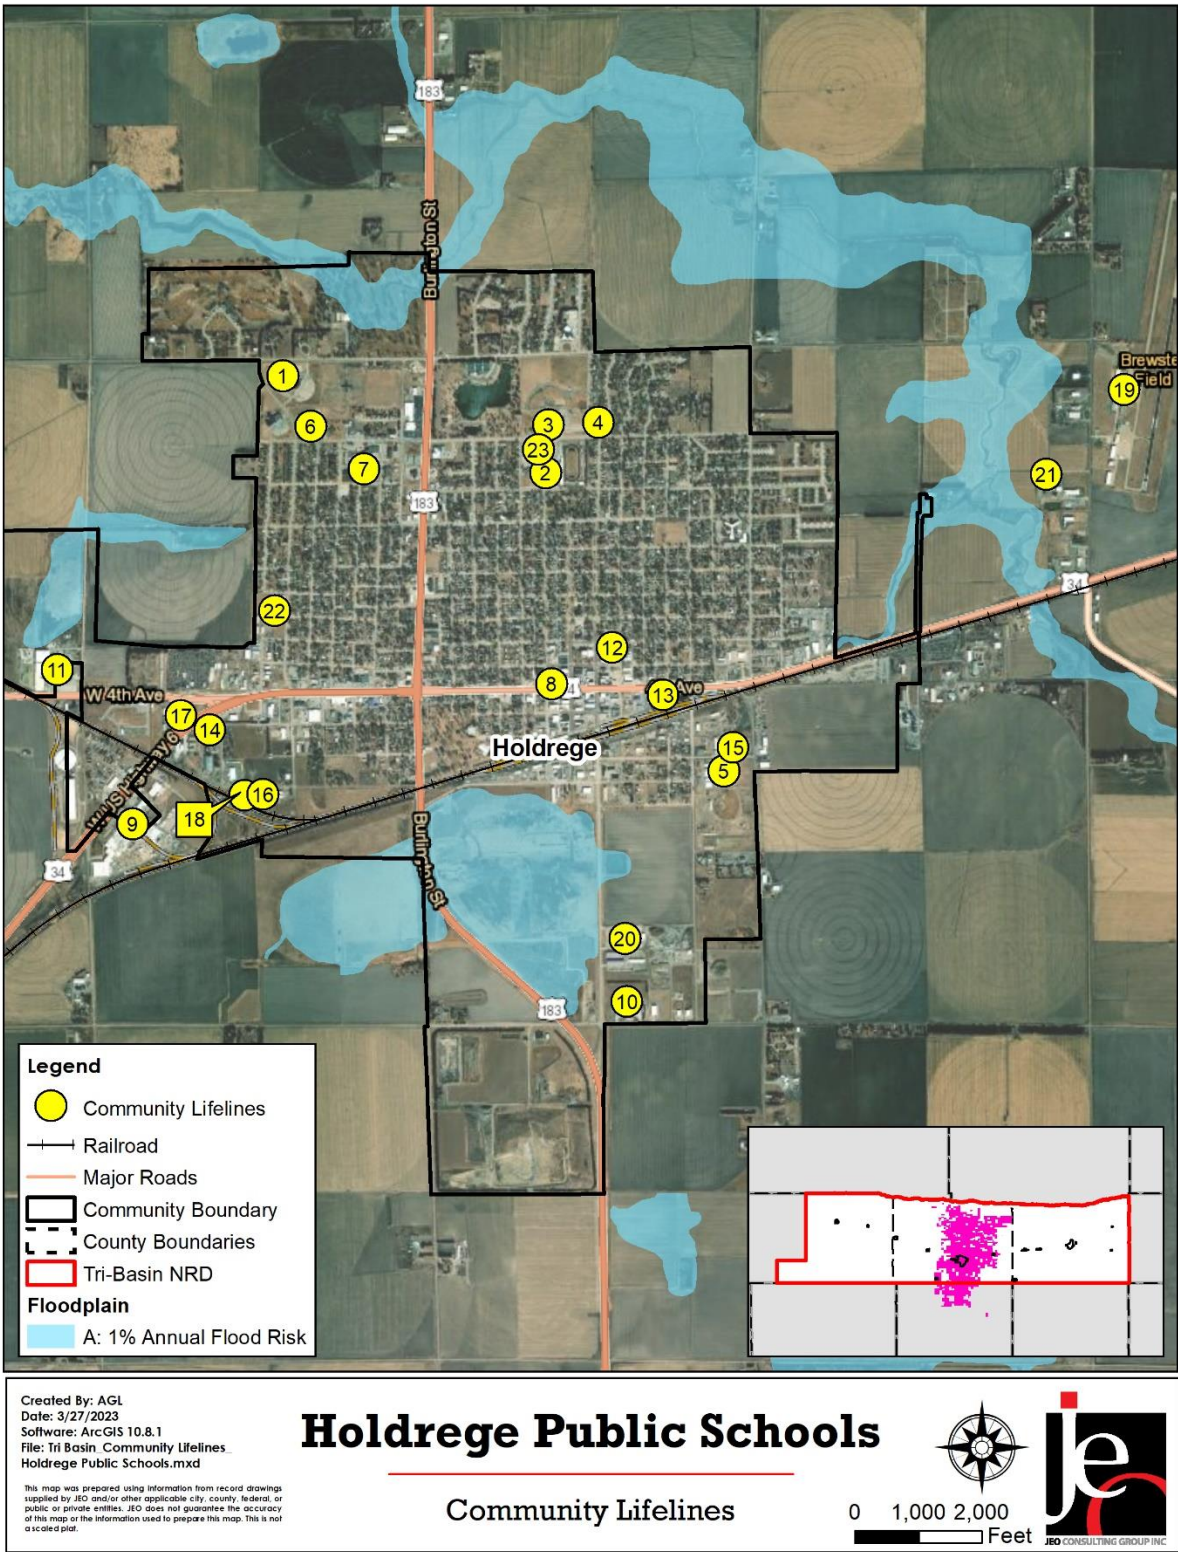 183
Burlington St
1
6
7
3
4
23
2
183
Brewste
Field
19
21
34
22
12
11
W 4th Ave
8
4
Ave
13
17
14
Holdrege
15
5
16
18
9
34
Burlington St
20
10
183
Legend
Community Lifelines
Railroad
Major Roads
Community Boundary
County Boundaries
Tri-Basin NRD
Floodplain
A: 1% Annual Flood Risk
Created By: AGL
Date: 3/27/2023
Software: ArcGIS 10.8.1
File: Tri Basin_Community Lifelines_
Holdrege Public Schools.mxd
This map was prepared using information from record drawings
supplied by JEO and/or other applicable city, county, federal, or
public or private entities. JEO does not guarantee the accuracy
of this map or the information used to prepare this map. This is not
a scaled plat.
Holdrege Public Schools
Community Lifelines
0 1,000 2,000
Feet
jeo
JEO CONSULTING GROUP INC